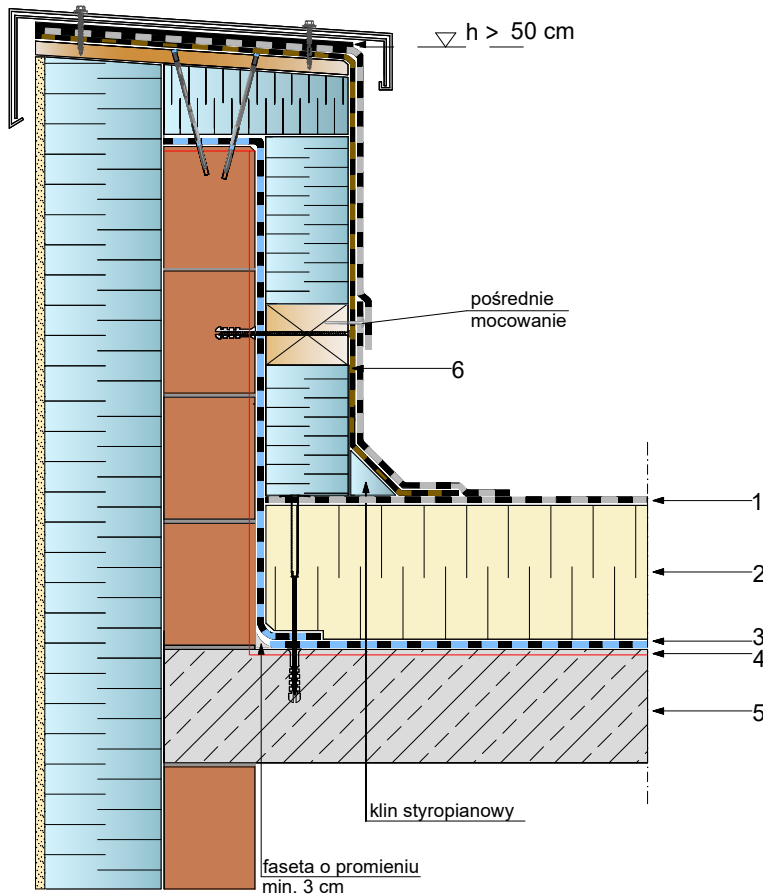 h > 50 cm
pośrednie
mocowanie
6
1
2
3
4
5
klin styropianowy
faseta o promieniu
min. 3 cm